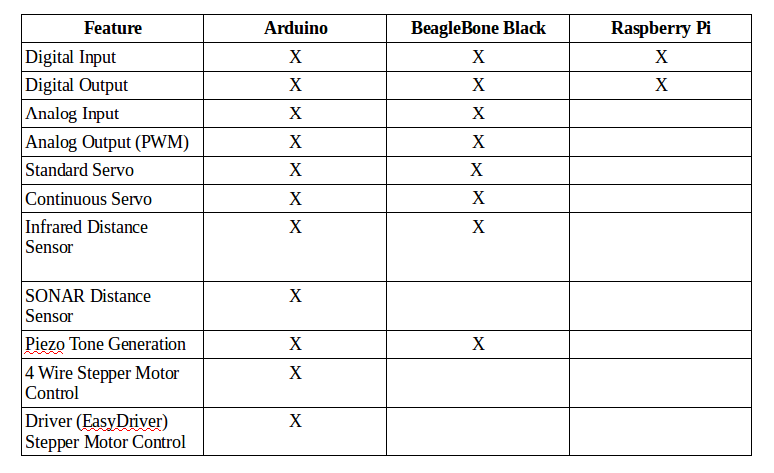 Feature Arduino BeagleBone Black Raspberry Pi
Digital Input X X X
Digital Output X X X
Analog Input X X
Analog Output (PWM) X X
Standard Servo X X
Continuous Servo X X
Infrared Distance X X
Sensor
SONAR Distance X
Sensor
Piezo Tone Generation X X
4 Wire Stepper Motor X
Control
Driver (EasyDriver) X
Stepper Motor Control